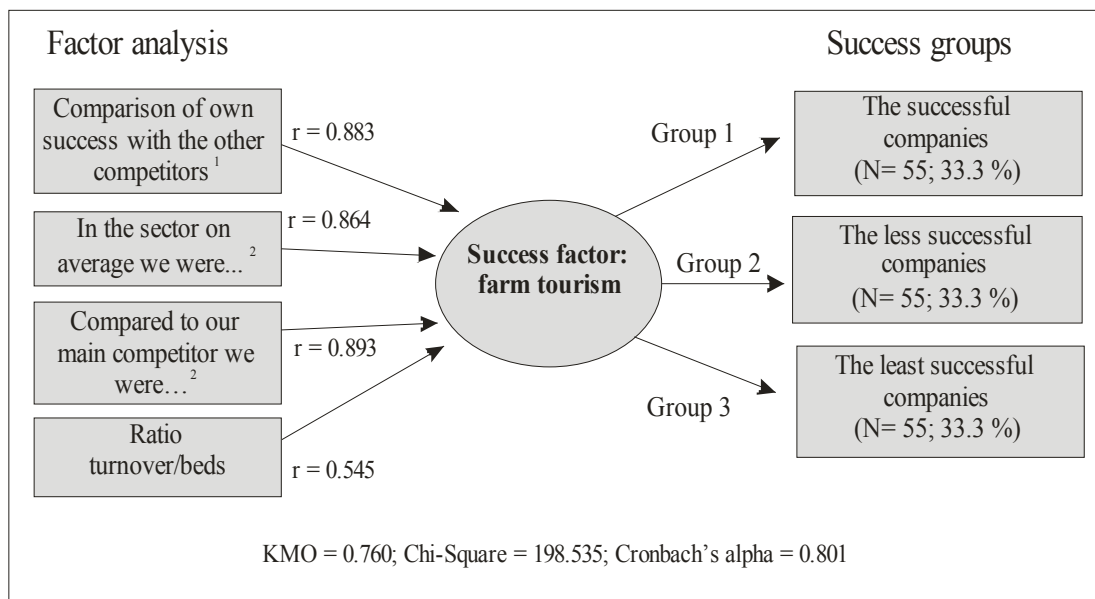 Factor analysis
Success groups
Comparison of own
success with the other
competitors ¹
r = 0.883
In the sector on
average we were... ²
r = 0.864
Compared to our
main competitor we
were… ²
r = 0.893
Ratio
turnover/beds
r = 0.545
Success factor:
farm tourism
Group 1
The successful
companies
(N= 55; 33.3 %)
Group 2
The less successful
companies
(N= 55; 33.3 %)
Group 3
The least successful
companies
(N= 55; 33.3 %)
KMO = 0.760; Chi-Square = 198.535; Cronbach’s alpha = 0.801